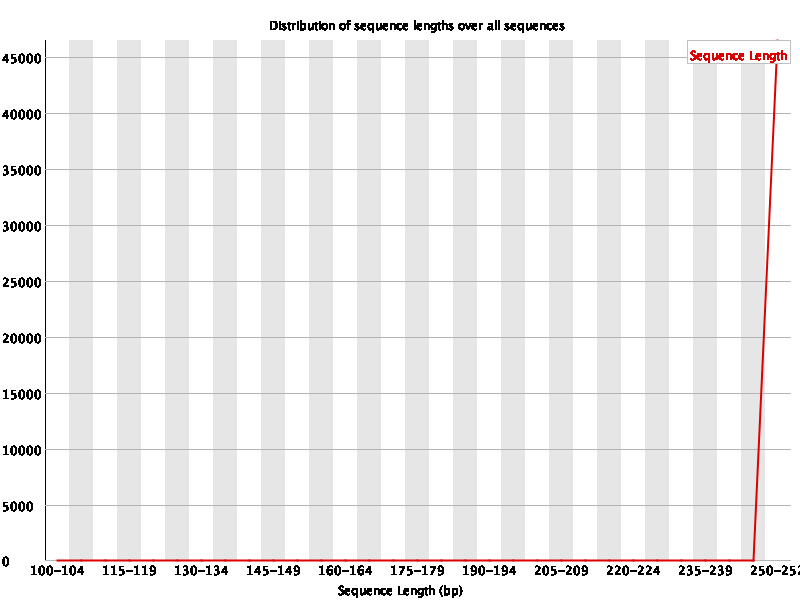 Distribution of sequence lengths over all sequences
Sequence Length
45000
40000
35000
30000
25000
20000
15000
10000
5000
0
100–104 115–119 130–134 145–149 160–164 175–179 190–194 205–209 220–224 235–239 250–252
Sequence Length (bp)